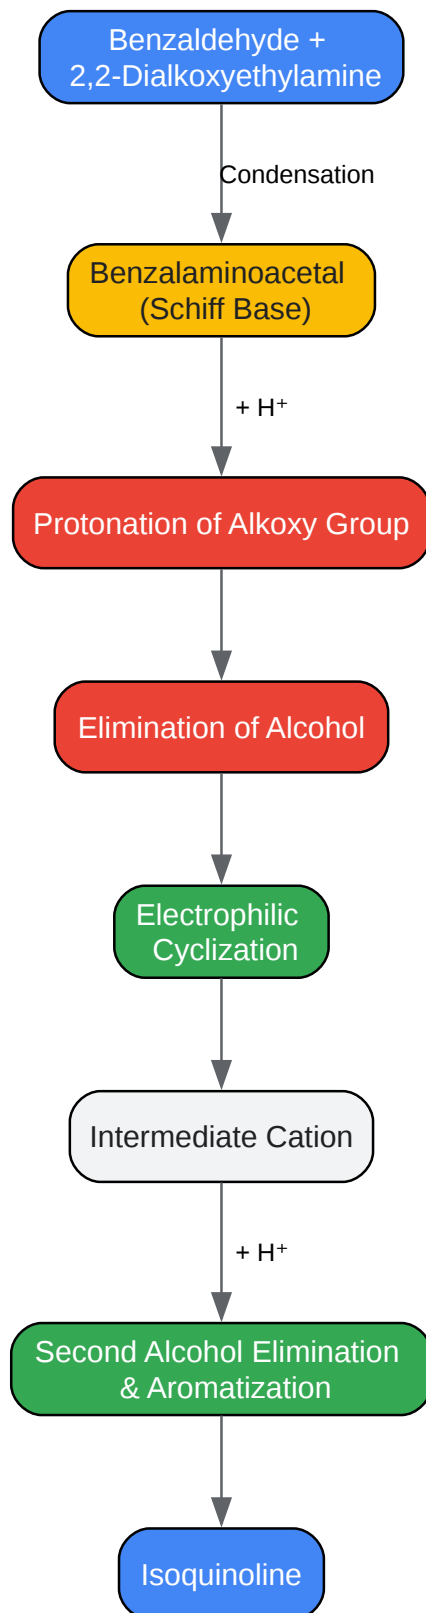 Benzaldehyde +
2,2-Dialkoxyethylamine
Condensation
Benzalaminoacetal
(Schiff Base)
+ H⁺
Protonation of Alkoxy Group
Elimination of Alcohol
Electrophilic
Cyclization
Intermediate Cation
+ H⁺
Second Alcohol Elimination
& Aromatization
Isoquinoline